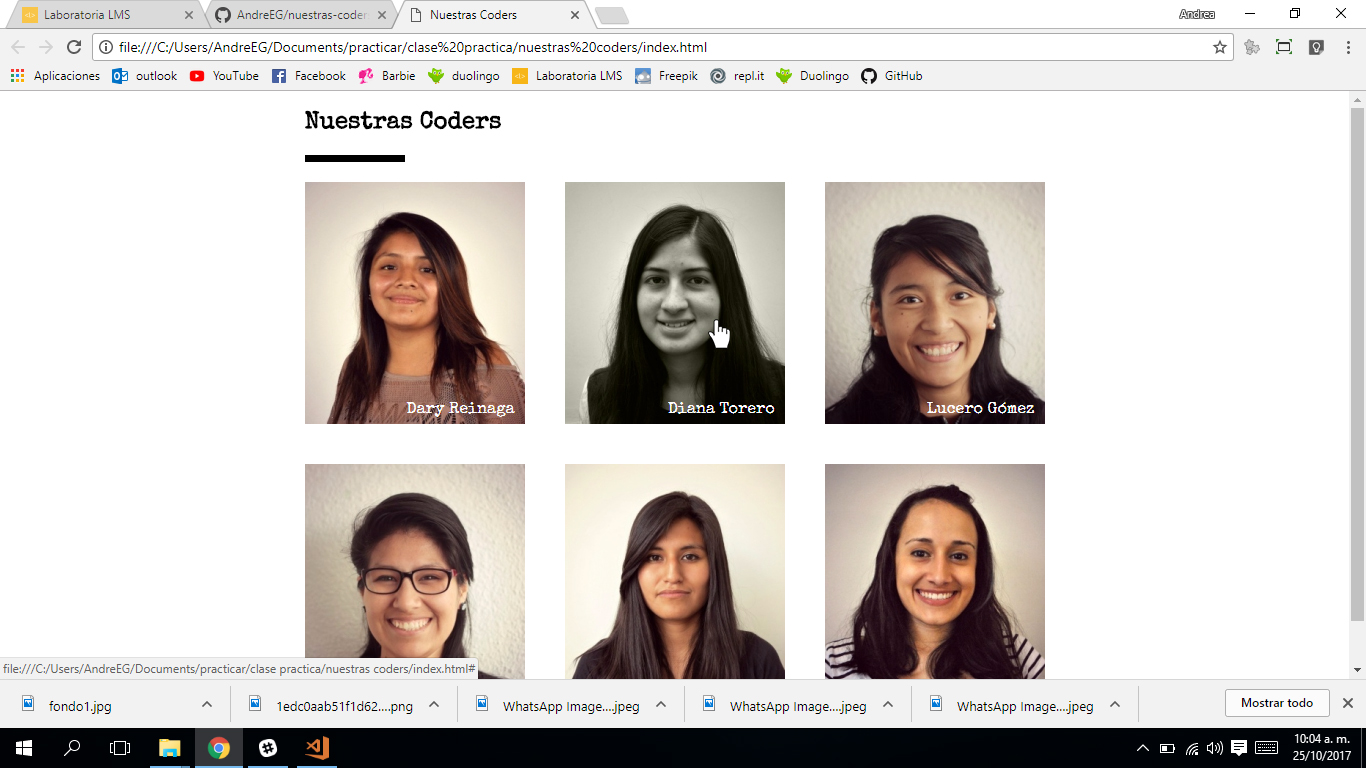 Laboratoria LMS
AndreEG/nuestras-coder
Nuestras Coders
Andrea
file:///C:/Users/AndreEG/Documents/practicar/clase%20practica/nuestras%20coders/index.html
Aplicaciones
outlook
YouTube
Facebook
Barbie
duolingo
Laboratoria LMS
Freepik
repl.it
Duolingo
GitHub
Nuestras Coders
Dary Reinaga
Diana Torero
Lucero Gómez
file:///C:/Users/AndreEG/Documents/practicar/clase practica/nuestras coders/index.html#
fondo1.jpg
1edc0aab51f1d62....png
WhatsApp Image....jpeg
WhatsApp Image....jpeg
WhatsApp Image....jpeg
Mostrar todo
10:04 a. m.
25/10/2017